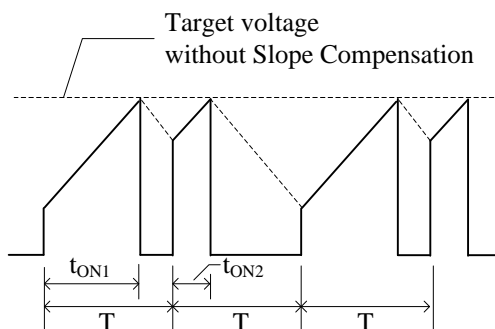 Target voltage
without Slope Compensation
tON1
tON2
T
T
T